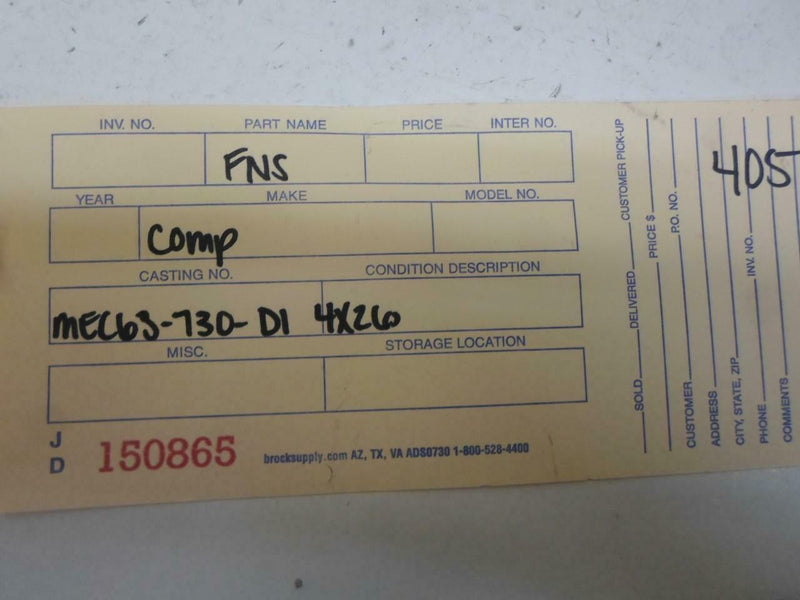 INV. NO. PART NAME PRICE INTER NO.
FNS
YEAR MAKE MODEL NO.
Comp
CASTING NO. CONDITION DESCRIPTION
MEC63-730-D1 4X26
MISC. STORAGE LOCATION
J
D
150865
brocksupply.com AZ, TX, VA ADS0730 1-800-528-4400
SOLD DELIVERED CUSTOMER PICK-UP
PRICE $
P.O. NO.
CUSTOMER
ADDRESS
CITY, STATE, ZIP
PHONE INV. NO.
COMMENTS
405